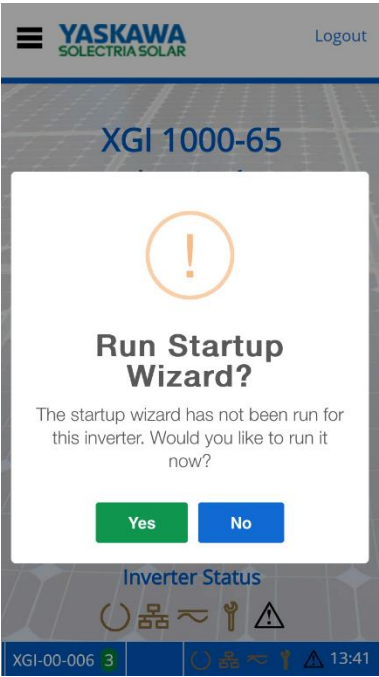 YASKAWA
SOLECTRIA SOLAR
Logout
XGI 1000-65
!
Run Startup
Wizard?
The startup wizard has not been run for
this inverter. Would you like to run it
now?
Yes No
Inverter Status
XGI-00-006 3 13:41